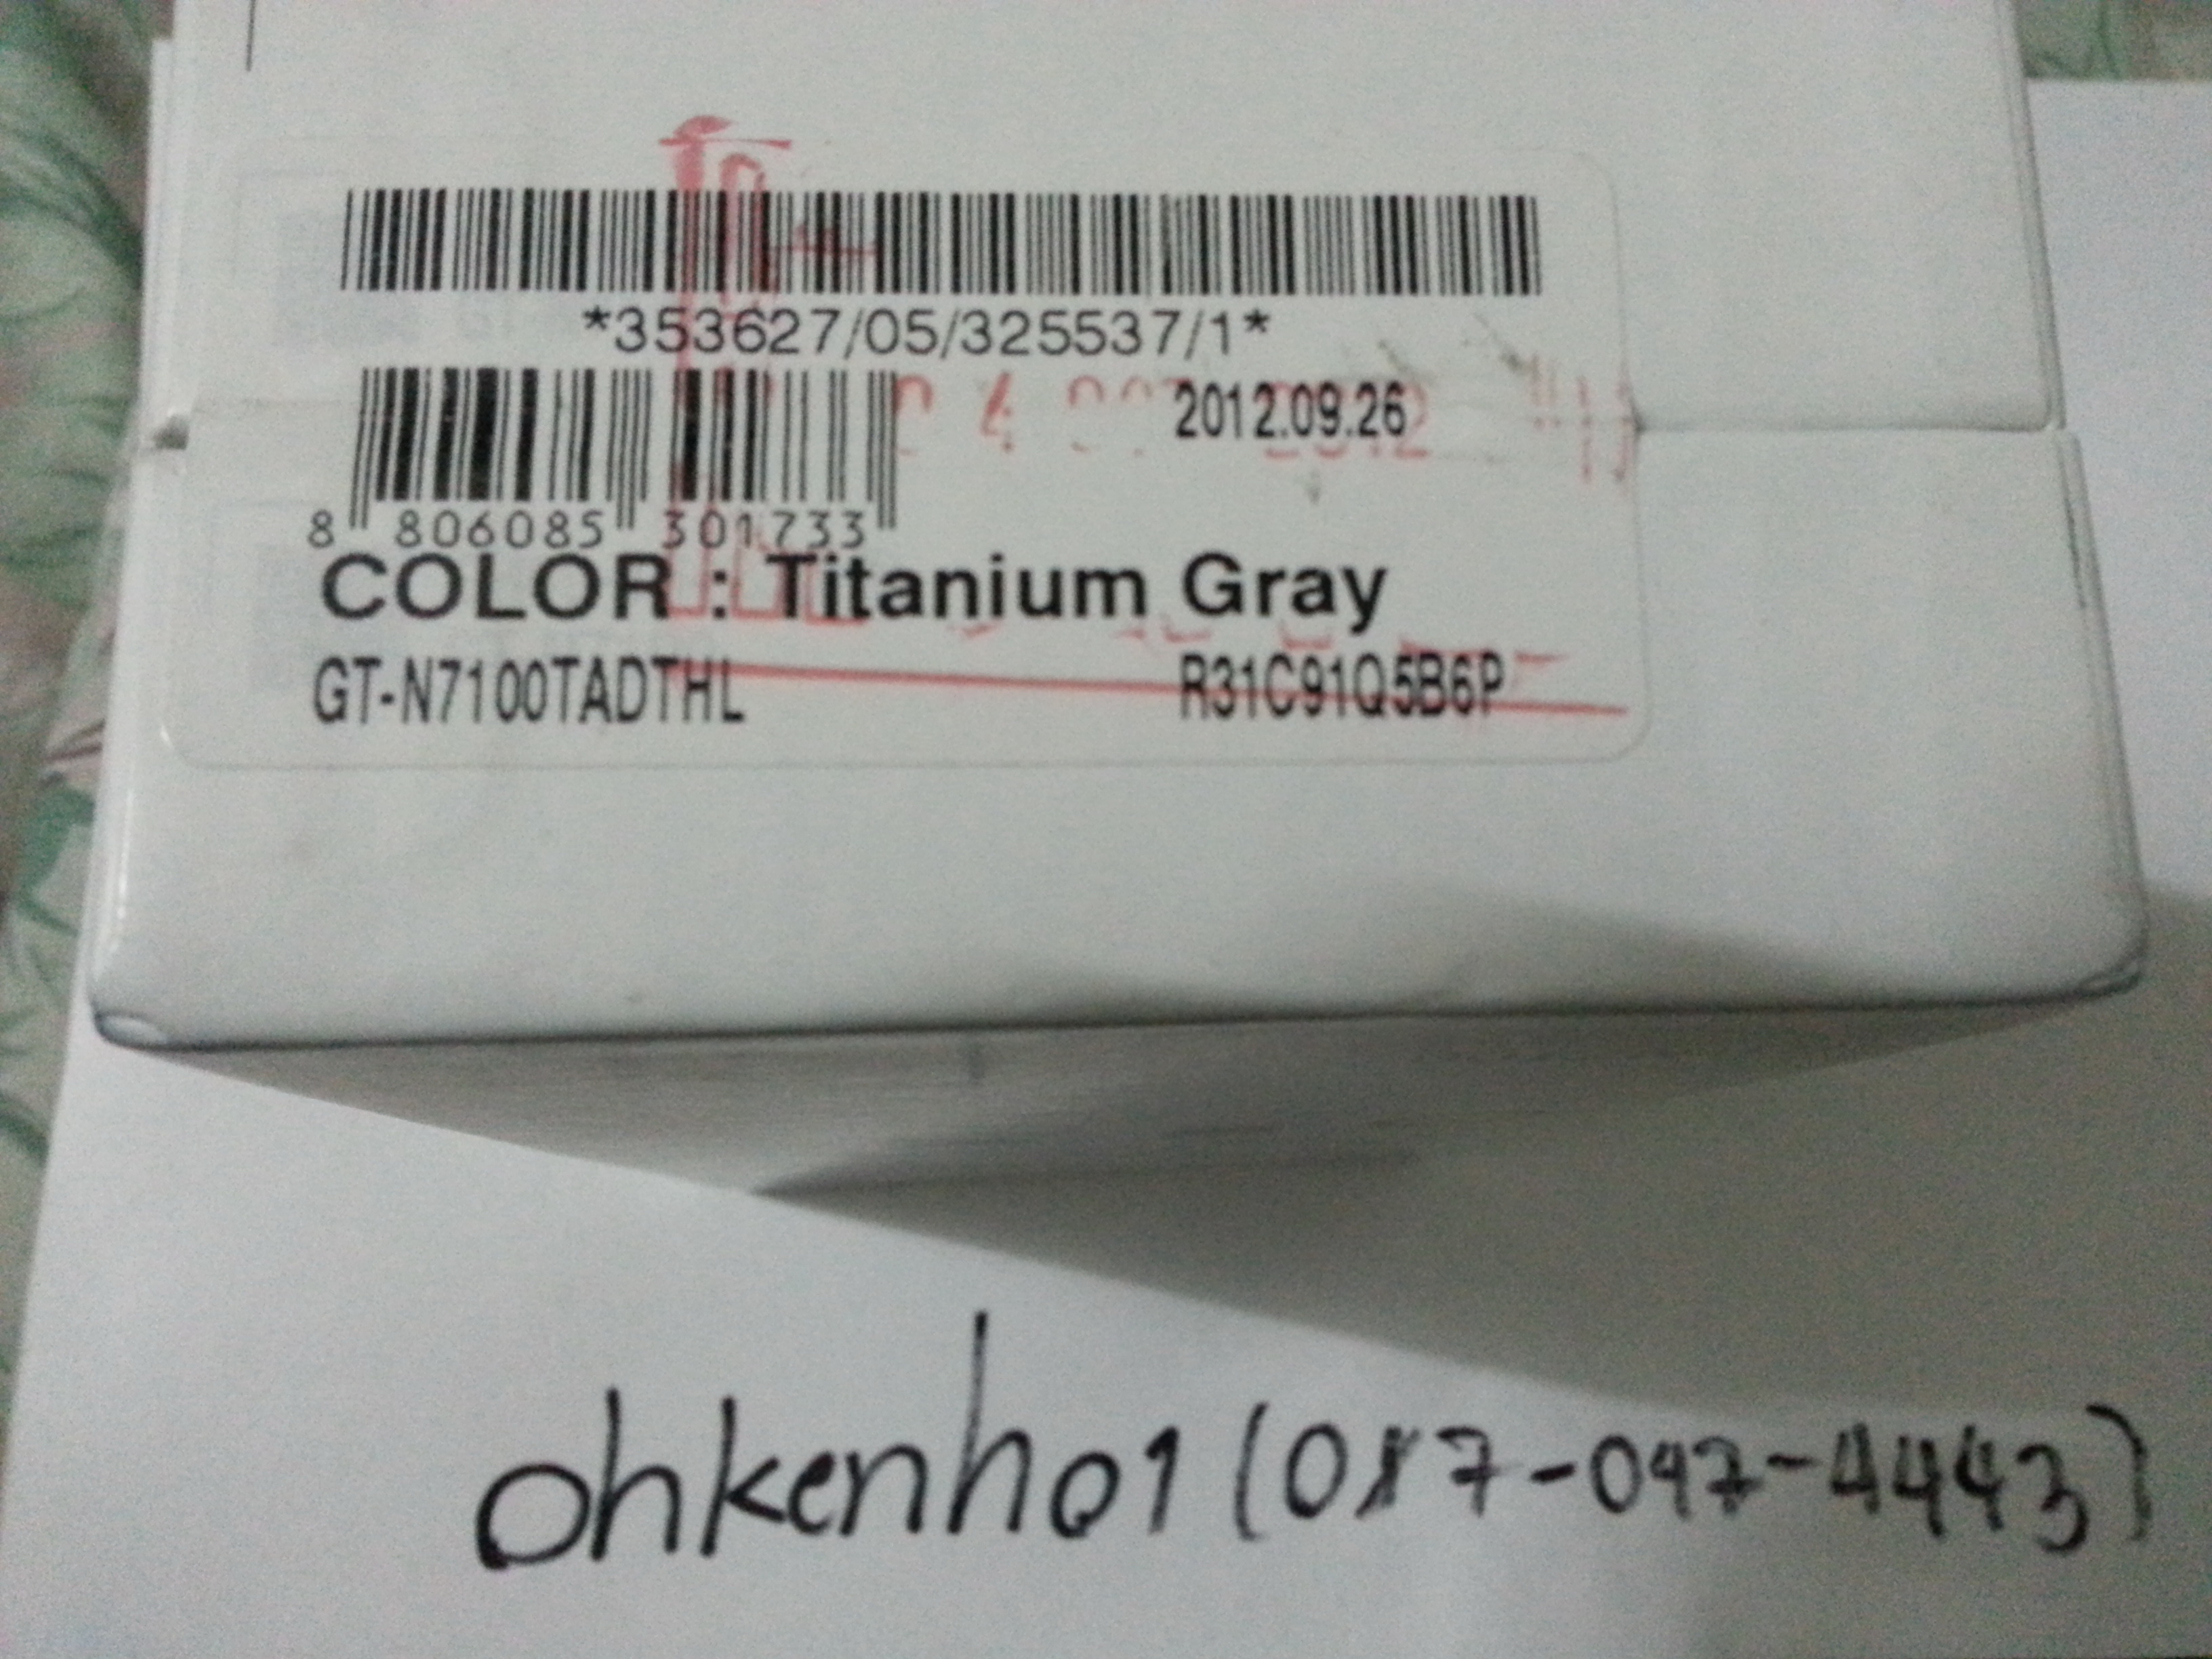 *353627/05/325537/1*
2012.09.26
8 806085 301733
COLOR : Titanium Gray
GT-N7100TADTHL R31C91Q5B6P
ohkenho1 (087-097-4443)